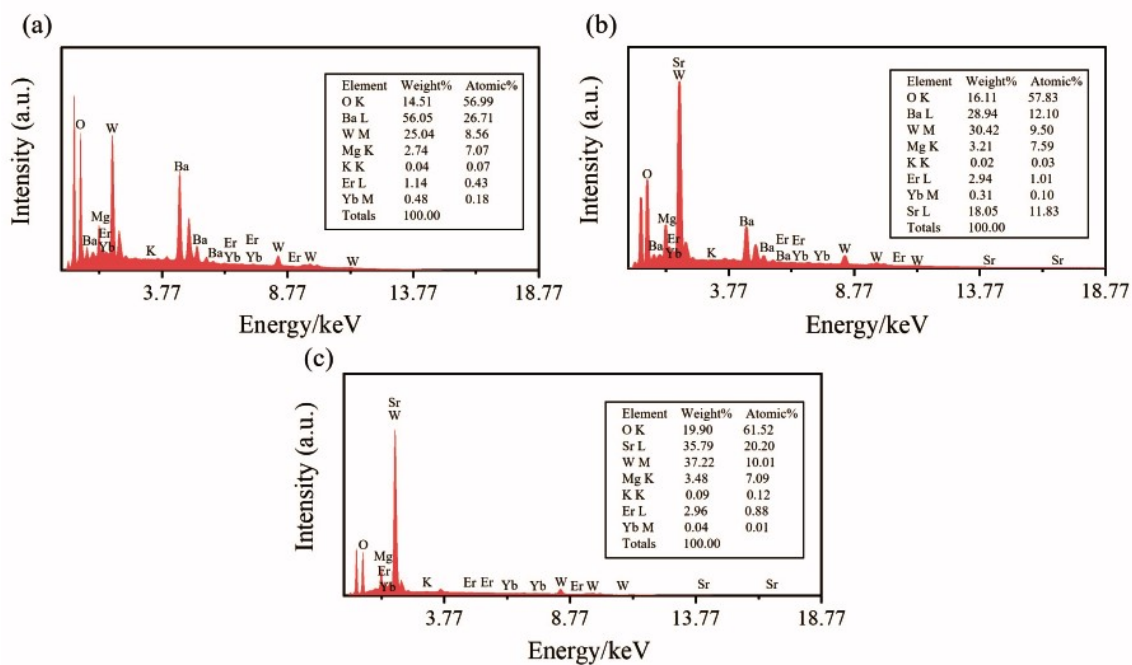 (a)
Intensity (a.u.)
O
W
Ba
Mg
Er
Yb
Ba
K
Ba
Ba
Er
Yb
Er
Yb
W
Er W
W
Element Weight% Atomic%
O K 14.51 56.99
Ba L 56.05 26.71
W M 25.04 8.56
Mg K 2.74 7.07
K K 0.04 0.07
Er L 1.14 0.43
Yb M 0.48 0.18
Totals 100.00
3.77 8.77 13.77 18.77
Energy/keV
(b)
Intensity (a.u.)
Sr
W
O
Mg
Er
Yb
Ba
K
Ba
Ba
Er Er
Ba Yb Yb
W
W Er W
Sr Sr
Element Weight% Atomic%
O K 16.11 57.83
Ba L 28.94 12.10
W M 30.42 9.50
Mg K 3.21 7.59
K K 0.02 0.03
Er L 2.94 1.01
Yb M 0.31 0.10
Sr L 18.05 11.83
Totals 100.00
3.77 8.77 13.77 18.77
Energy/keV
(c)
Intensity (a.u.)
Sr
W
O
Mg
Er
Yb
K Er Er Yb Yb W Er W W Sr Sr
Element Weight% Atomic%
O K 19.90 61.52
Sr L 35.79 20.20
W M 37.22 10.01
Mg K 3.48 7.09
K K 0.09 0.12
Er L 2.96 0.88
Yb M 0.04 0.01
Totals 100.00
3.77 8.77 13.77 18.77
Energy/keV